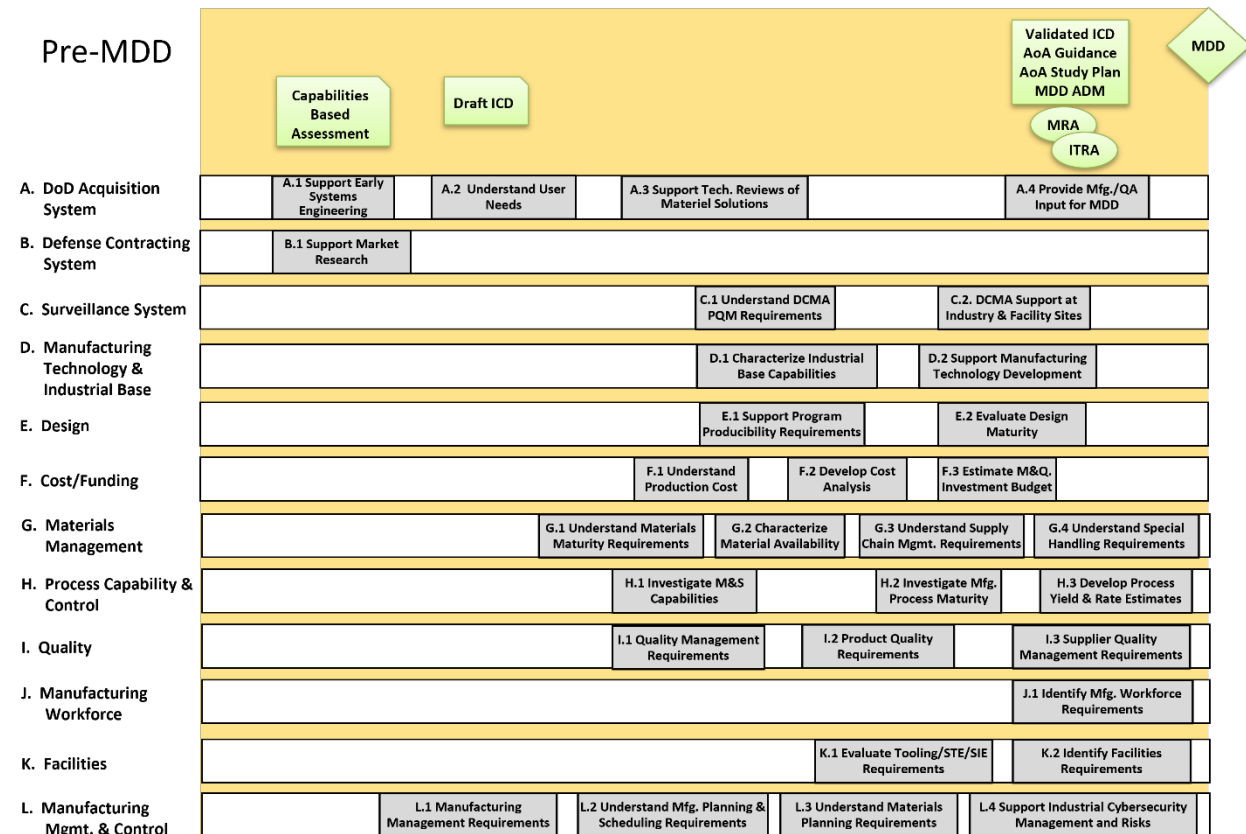 Pre-MDD
Capabilities
Based
Assessment
Draft ICD
Validated ICD
AoA Guidance
AoA Study Plan
MDD ADM
MRA
ITRA
MDD
A. DoD Acquisition
System
A.1 Support Early
Systems
Engineering
A.2 Understand User
Needs
A.3 Support Tech. Reviews of
Materiel Solutions
A.4 Provide Mfg./QA
Input for MDD
B. Defense Contracting
System
B.1 Support Market
Research
C. Surveillance System
C.1 Understand DCMA
PQM Requirements
C.2. DCMA Support at
Industry & Facility Sites
D. Manufacturing
Technology &
Industrial Base
D.1 Characterize Industrial
Base Capabilities
D.2 Support Manufacturing
Technology Development
E. Design
E.1 Support Program
Producibility Requirements
E.2 Evaluate Design
Maturity
F. Cost/Funding
F.1 Understand
Production Cost
F.2 Develop Cost
Analysis
F.3 Estimate M&Q.
Investment Budget
G. Materials
Management
G.1 Understand Materials
Maturity Requirements
G.2 Characterize
Material Availability
G.3 Understand Supply
Chain Mgmt. Requirements
G.4 Understand Special
Handling Requirements
H. Process Capability &
Control
H.1 Investigate M&S
Capabilities
H.2 Investigate Mfg.
Process Maturity
H.3 Develop Process
Yield & Rate Estimates
I. Quality
I.1 Quality Management
Requirements
I.2 Product Quality
Requirements
I.3 Supplier Quality
Management Requirements
J. Manufacturing
Workforce
J.1 Identify Mfg. Workforce
Requirements
K. Facilities
K.1 Evaluate Tooling/STE/SIE
Requirements
K.2 Identify Facilities
Requirements
L. Manufacturing
Mgmt. & Control
L.1 Manufacturing
Management Requirements
L.2 Understand Mfg. Planning &
Scheduling Requirements
L.3 Understand Materials
Planning Requirements
L.4 Support Industrial Cybersecurity
Management and Risks